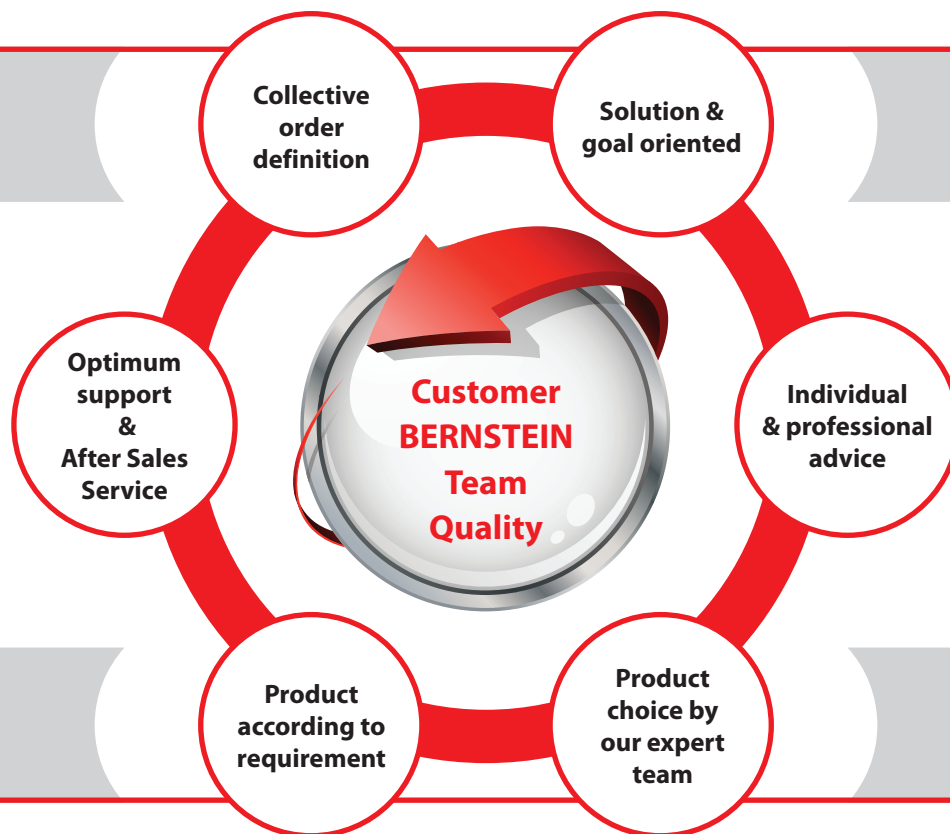 Collective
order
definition
Solution &
goal oriented
Optimum
support
&
After Sales
Service
Customer
BERNSTEIN
Team
Quality
Individual
& professional
advice
Product
according to
requirement
Product
choice by
our expert
team